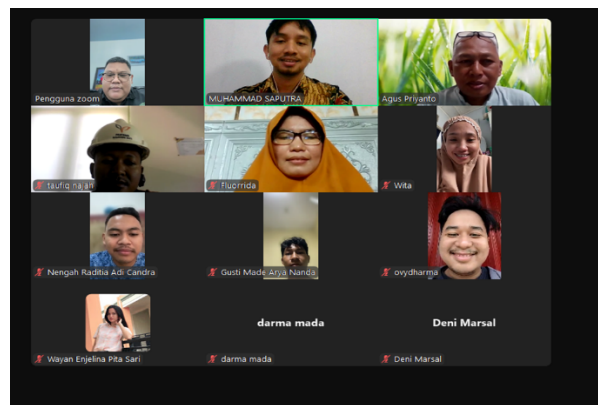 Pengguna zoom
MUHAMMAD SAPUTRA
Agus Priyanto
taufiq na an
Fluorrida
Wita
Nengah Raditia Adi Candra
Gusti Made Arya Nanda
ovydharma
Wayan Enjelina Pita Sari
darma mada
darma mada
Deni Marsal
Deni Marsal